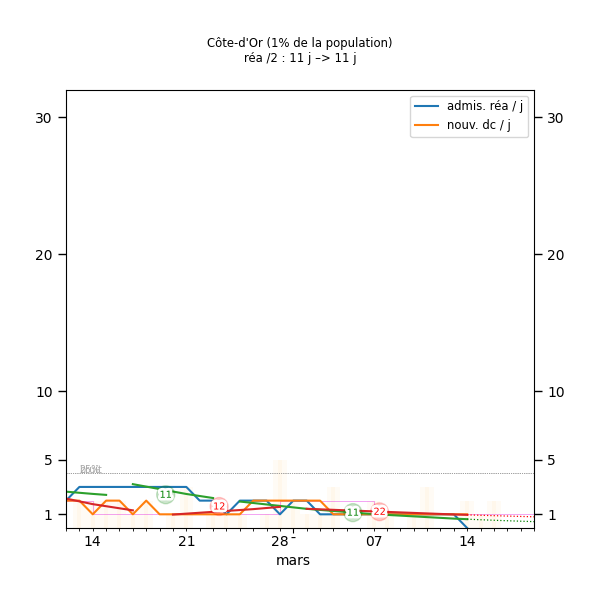 Côte-d'Or (1% de la population)
réa /2 : 11 j –> 11 j
admis. réa / j
nouv. dc / j
30 30
20 20
10 10
5 5
1 1
11
12
11
22
14 21 28 07 14
mars